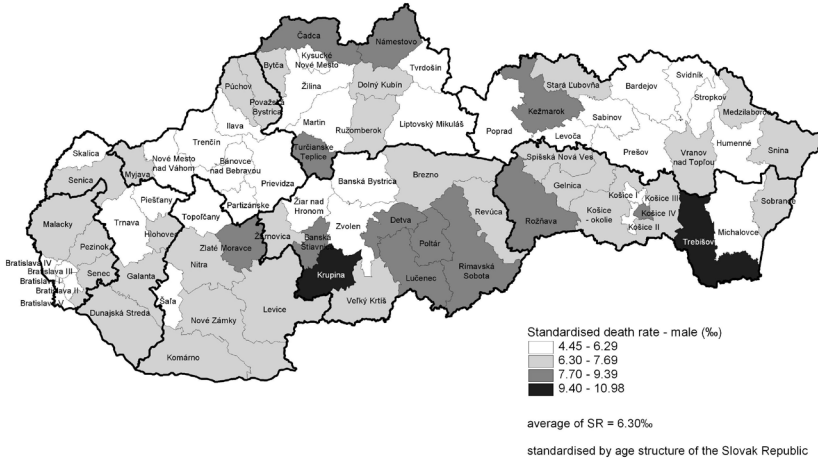 Čadca
Námestovo
Kysucké
Nové Mesto
Bytča
Tvrdošín
Svidník
Stará Ľubovňa
Bardejov
Stropkov
Púchov
Žilina
Dolný Kubín
Považská
Bystrica
Kežmarok
Medzilaborce
Ilava
Martin
Ružomberok
Liptovský Mikuláš
Poprad
Sabinov
Levoča
Humenné
Trenčín
Turčianske
Teplice
Prešov
Vranov
nad Topľou
Snina
Skalica
Nové Mesto
nad Váhom
Bánovce
nad Bebravou
Spišská Nová Ves
Senica
Myjava
Prievidza
Banská Bystrica
Brezno
Gelnica
Košice I
Košice III
Sobrance
Piešťany
Partizánske
Žiar nad
Hronom
Revúca
Rožňava
Košice
- okolie
Košice IV
Michalovce
Malacky
Trnava
Topoľčany
Zvolen
Detva
Košice II
Hlohovec
Zlaté Moravce
Žarnovica
Banská
Štiavnica
Poltár
Trebišov
Pezinok
Nitra
Krupina
Rimavská
Sobota
Bratislava IV
Bratislava III
Bratislava I
Bratislava II
Bratislava V
Senec
Galanta
Lučenec
Šaľa
Levice
Veľký Krtíš
Dunajská Streda
Nové Zámky
Komárno
Standardised death rate - male (‰)
4.45 - 6.29
6.30 - 7.69
7.70 - 9.39
9.40 - 10.98
average of SR = 6.30‰
standardised by age structure of the Slovak Republic